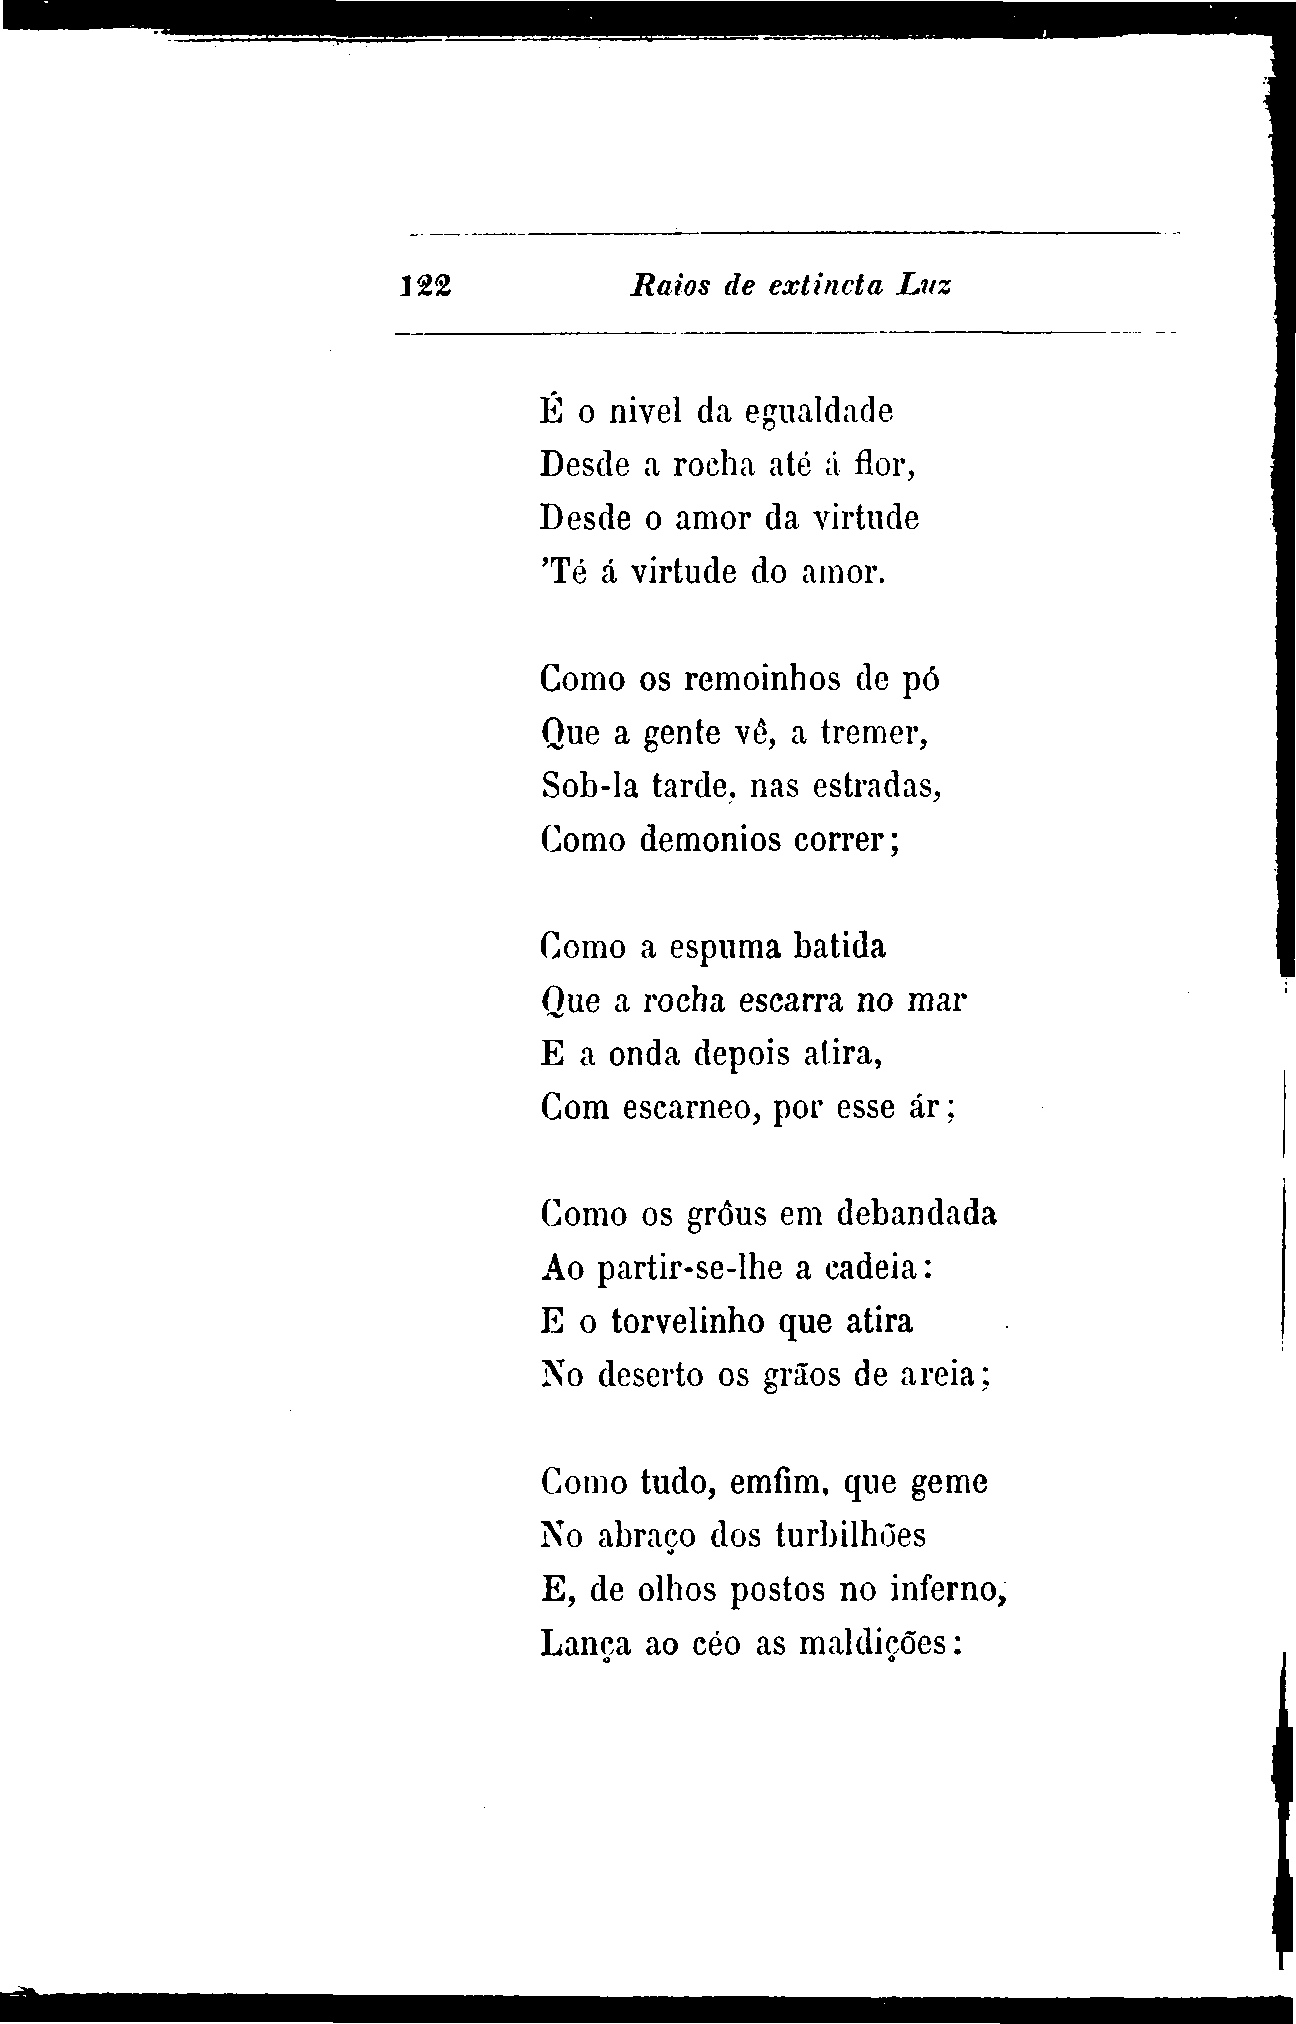 122 Raios de extincta Luz
É o nivel da egualdade
Desde a rocha até á flor,
Desde o amor da virtude
’Té á virtude do amor.
Como os remoinhos de pó
Que a gente vê, a tremer,
Sob-la tarde, nas estradas,
Como demonios correr;
Como a espuma batida
Que a rocha escarra no mar
E a onda depois atira,
Com escarneo, por esse ár;
Como os grôus em debandada
Ao partir-se-lhe a cadeia:
E o torvelinho que atira
No deserto os grãos de areia;
Como tudo, emfim, que geme
No abraço dos turbilhões
E, de olhos postos no inferno,
Lança ao céo as maldições: